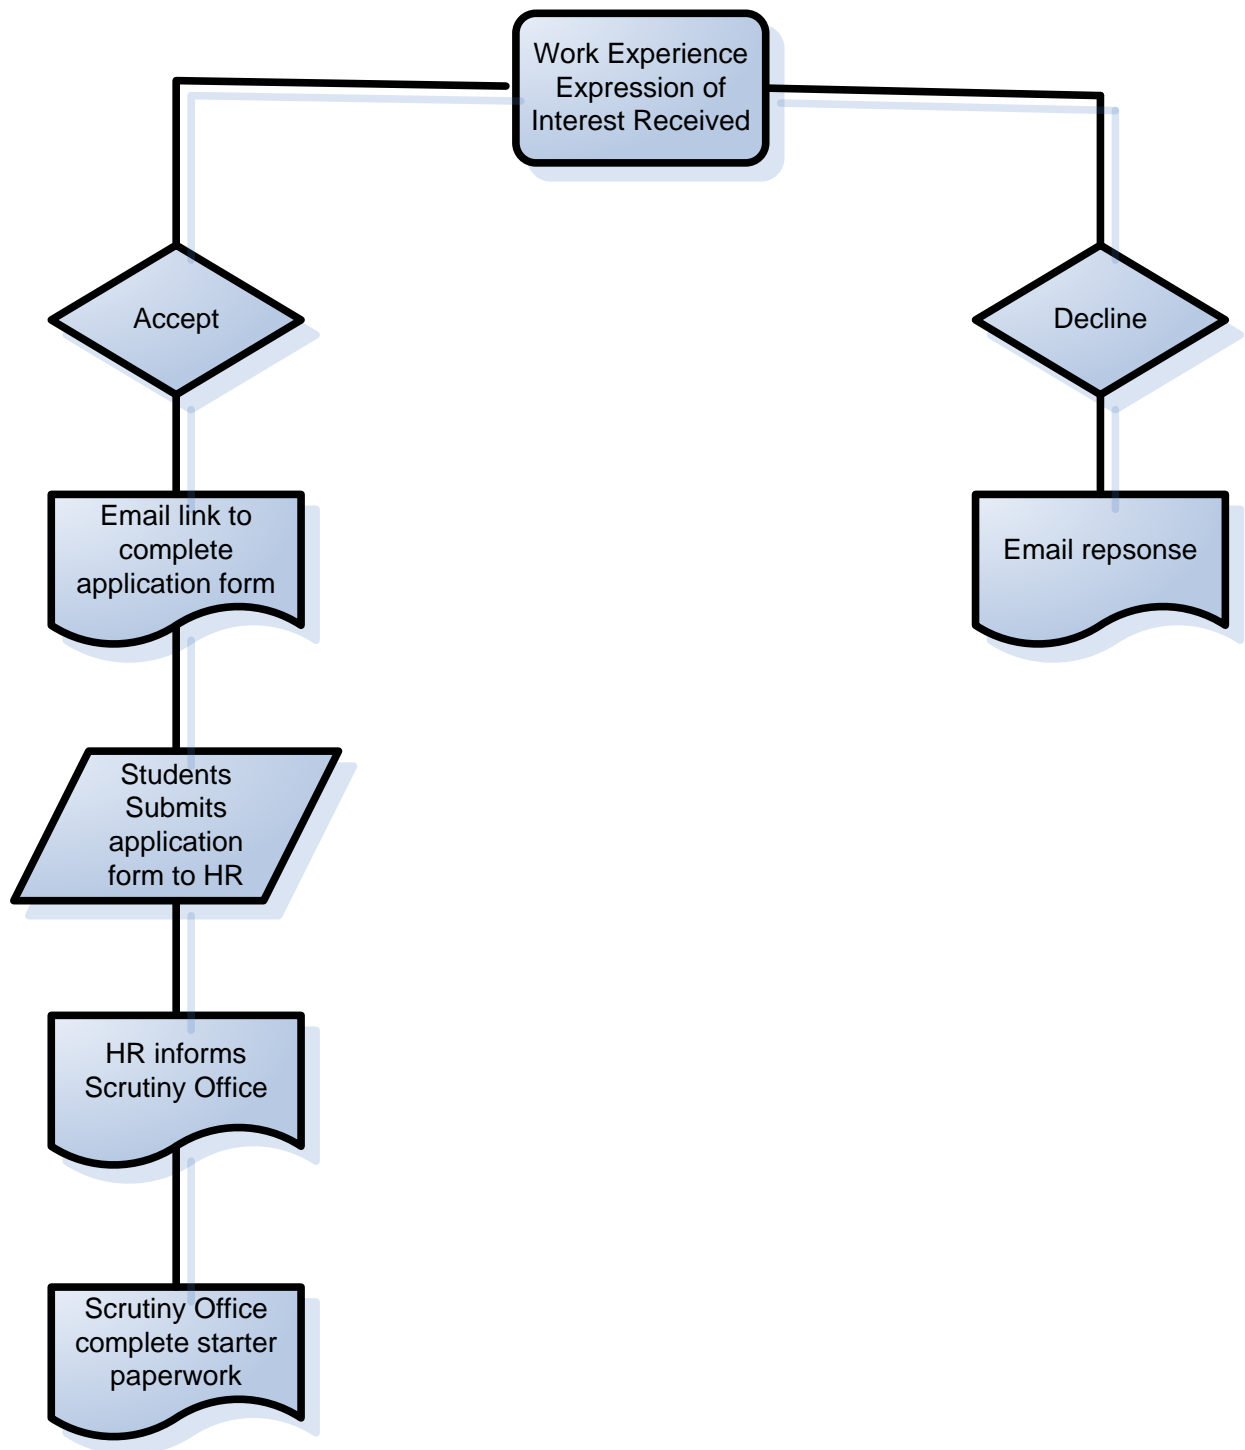 Work Experience
Expression of
Interest Received
Accept
Decline
Email link to
complete
application form
Email repsonse
Students
Submits
application
form to HR
HR informs
Scrutiny Office
Scrutiny Office
complete starter
paperwork